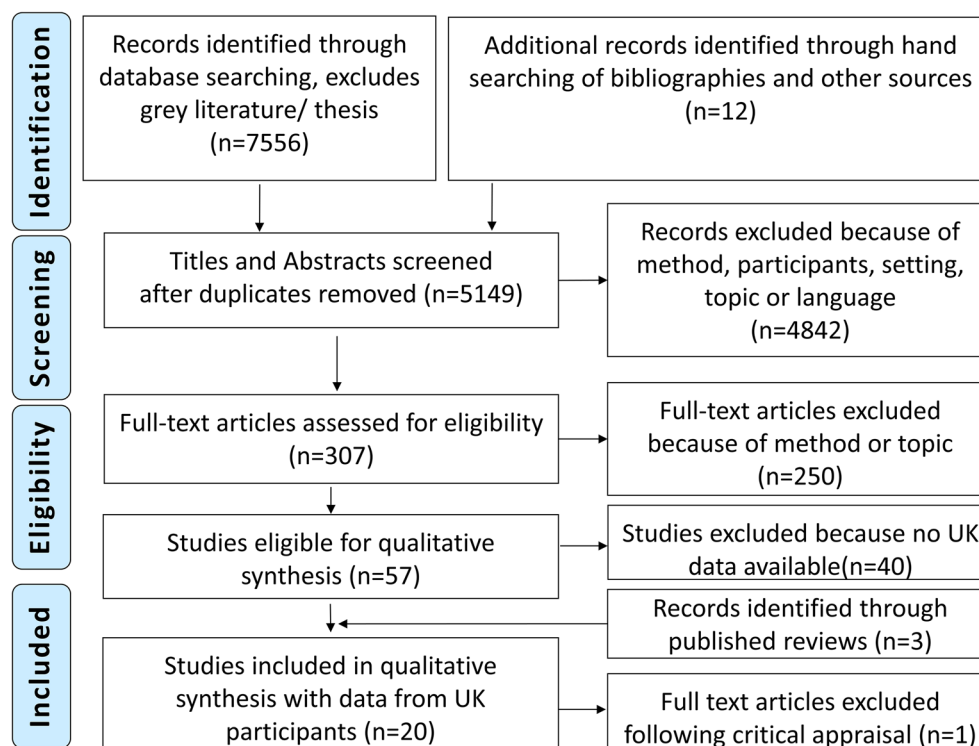 Identification
Records identified through
database searching, excludes
grey literature/ thesis
(n=7556)
Additional records identified through hand
searching of bibliographies and other sources
(n=12)
Screening
Titles and Abstracts screened
after duplicates removed (n=5149)
Records excluded because of
method, participants, setting,
topic or language
(n=4842)
Eligibility
Full-text articles assessed for eligibility
(n=307)
Full-text articles excluded
because of method or topic
(n=250)
Studies eligible for qualitative
synthesis (n=57)
Studies excluded because no UK
data available(n=40)
Included
Records identified through
published reviews (n=3)
Studies included in qualitative
synthesis with data from UK
participants (n=20)
Full text articles excluded
following critical appraisal (n=1)